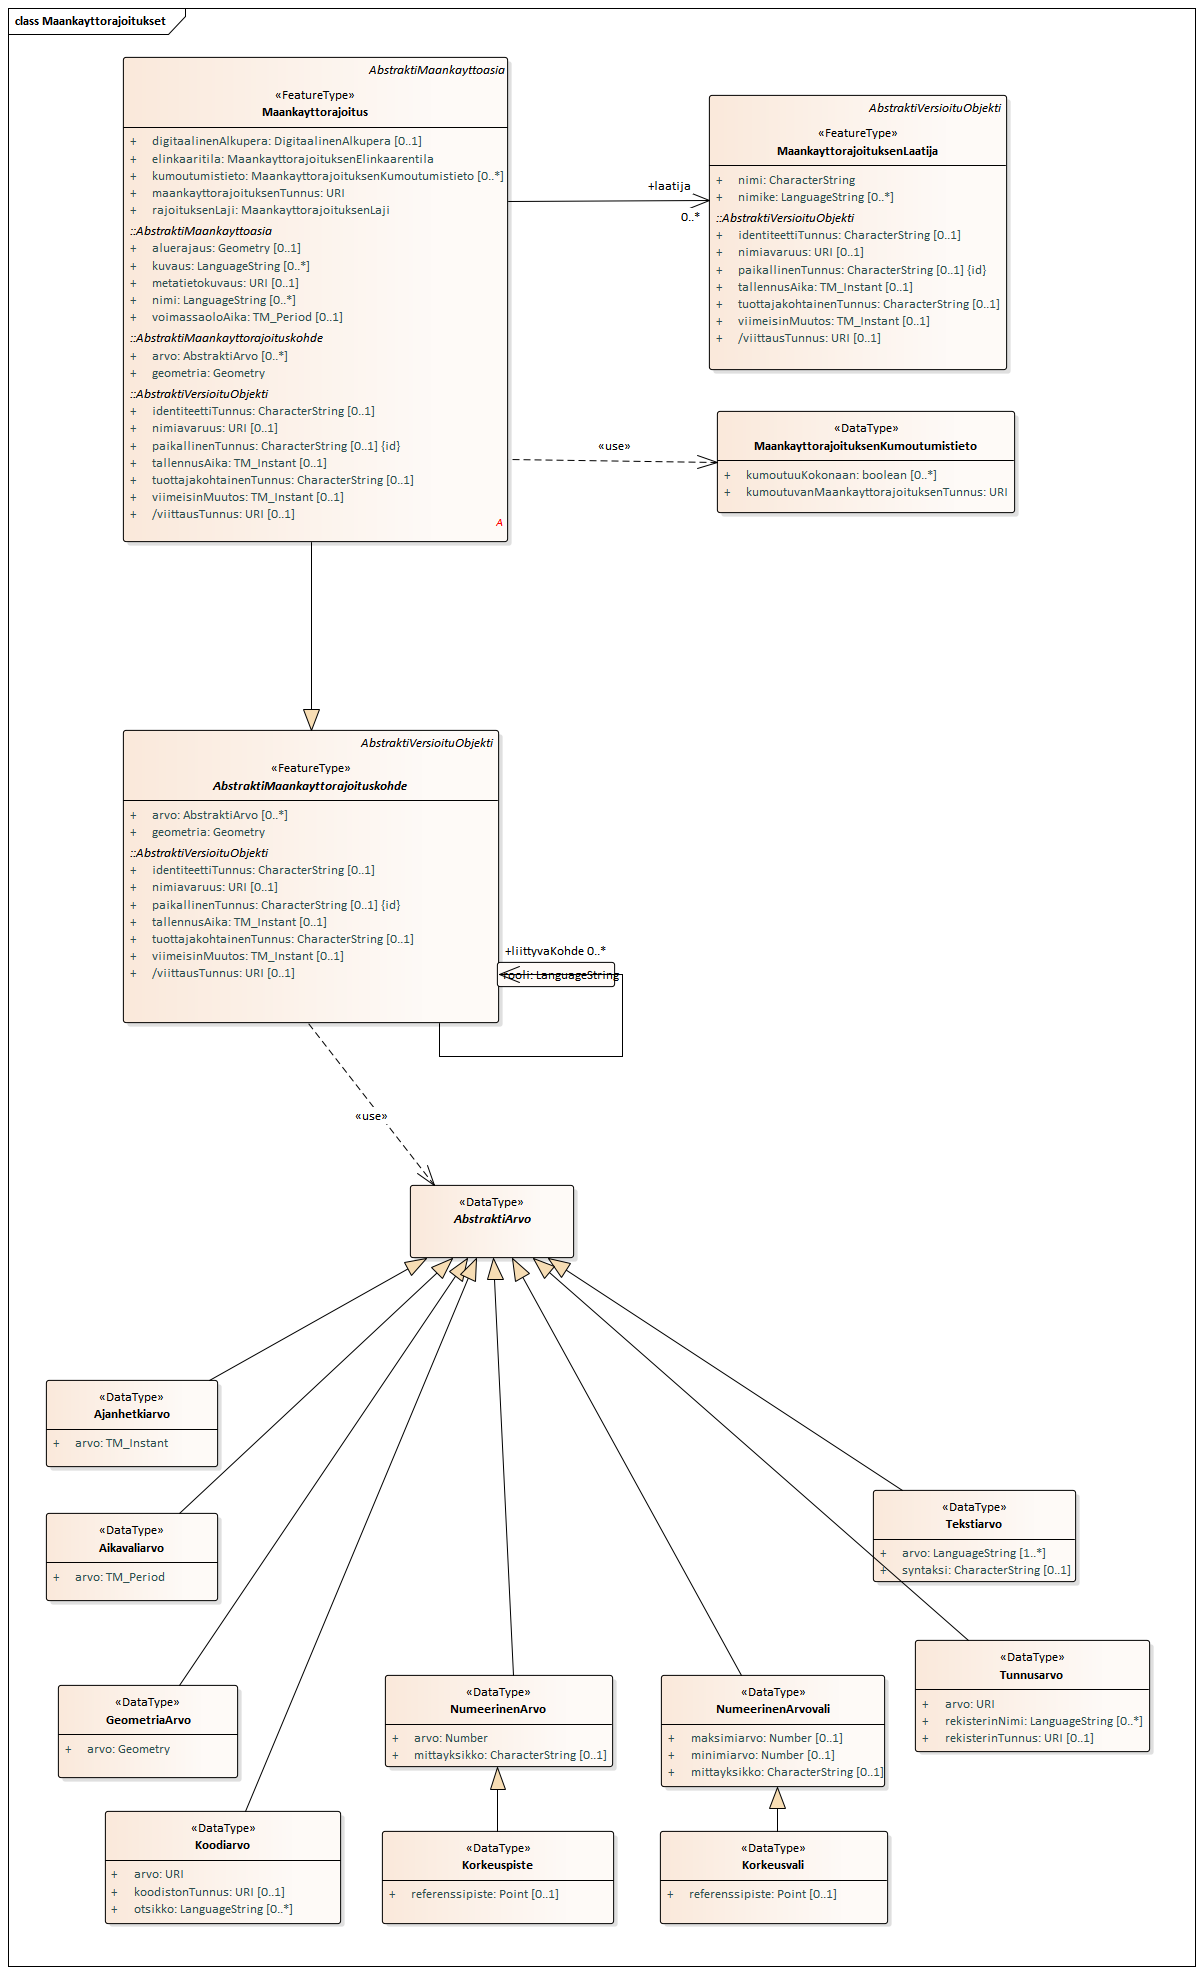 class Maankayttorajoitukset
AbstraktiMaankayttoasia
«FeatureType»
Maankayttorajoitus
+ digitaalinenAlkupera: DigitaalinenAlkupera [0..1]
+ elinkaaritila: MaankayttorajoituksenElinkaarentila
+ kumoutumistieto: MaankayttorajoituksenKumoutumistieto [0..*]
+ maankayttorajoituksenTunnus: URI
+ rajoituksenLaji: MaankayttorajoituksenLaji
::AbstraktiMaankayttoasia
+ aluerajaus: Geometry [0..1]
+ kuvaus: LanguageString [0..*]
+ metatietokuvaus: URI [0..1]
+ nimi: LanguageString [0..*]
+ voimassaoloAika: TM_Period [0..1]
::AbstraktiMaankayttorajoituskohde
+ arvo: AbstraktiArvo [0..*]
+ geometria: Geometry
::AbstraktiVersioituObjekti
+ identiteettiTunnus: CharacterString [0..1]
+ nimiavaruus: URI [0..1]
+ paikallinenTunnus: CharacterString [0..1] {id}
+ tallennusAika: TM_Instant [0..1]
+ tuottajakohtainenTunnus: CharacterString [0..1]
+ viimeisinMuutos: TM_Instant [0..1]
+ /viittausTunnus: URI [0..1]
A
+laatija
0..*
AbstraktiVersioituObjekti
«FeatureType»
MaankayttorajoituksenLaatija
+ nimi: CharacterString
+ nimike: LanguageString [0..*]
::AbstraktiVersioituObjekti
+ identiteettiTunnus: CharacterString [0..1]
+ nimiavaruus: URI [0..1]
+ paikallinenTunnus: CharacterString [0..1] {id}
+ tallennusAika: TM_Instant [0..1]
+ tuottajakohtainenTunnus: CharacterString [0..1]
+ viimeisinMuutos: TM_Instant [0..1]
+ /viittausTunnus: URI [0..1]
«use»
«DataType»
MaankayttorajoituksenKumoutumistieto
+ kumoutuuKokonaan: boolean [0..*]
+ kumoutuvanMaankayttorajoituksenTunnus: URI
AbstraktiVersioituObjekti
«FeatureType»
AbstraktiMaankayttorajoituskohde
+ arvo: AbstraktiArvo [0..*]
+ geometria: Geometry
::AbstraktiVersioituObjekti
+ identiteettiTunnus: CharacterString [0..1]
+ nimiavaruus: URI [0..1]
+ paikallinenTunnus: CharacterString [0..1] {id}
+ tallennusAika: TM_Instant [0..1]
+ tuottajakohtainenTunnus: CharacterString [0..1]
+ viimeisinMuutos: TM_Instant [0..1]
+ /viittausTunnus: URI [0..1]
+liittyvaKohde 0..*
rooli: LanguageString
«use»
«DataType»
AbstraktiArvo
«DataType»
Ajanhetkiarvo
+ arvo: TM_Instant
«DataType»
Aikavaliarvo
+ arvo: TM_Period
«DataType»
Tekstiarvo
+ arvo: LanguageString [1..*]
+ syntaksi: CharacterString [0..1]
«DataType»
Tunnusarvo
+ arvo: URI
+ rekisterinNimi: LanguageString [0..*]
+ rekisterinTunnus: URI [0..1]
«DataType»
GeometriaArvo
+ arvo: Geometry
«DataType»
NumeerinenArvo
+ arvo: Number
+ mittayksikko: CharacterString [0..1]
«DataType»
NumeerinenArvovali
+ maksimiarvo: Number [0..1]
+ minimiarvo: Number [0..1]
+ mittayksikko: CharacterString [0..1]
«DataType»
Koodiarvo
+ arvo: URI
+ koodistonTunnus: URI [0..1]
+ otsikko: LanguageString [0..*]
«DataType»
Korkeuspiste
+ referenssipiste: Point [0..1]
«DataType»
Korkeusvali
+ referenssipiste: Point [0..1]